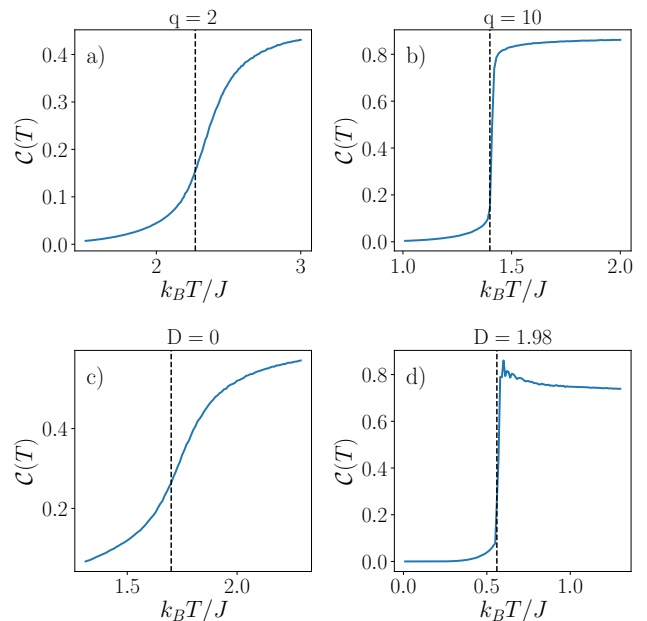 q = 2
a)
0.4
0.3
0.2
0.1
0.0
C(T)
2
3
k_BT/J
q = 10
b)
0.8
0.6
0.4
0.2
0.0
C(T)
1.0
1.5
2.0
k_BT/J
D = 0
c)
0.4
0.2
C(T)
1.5
2.0
k_BT/J
D = 1.98
d)
0.8
0.6
0.4
0.2
0.0
C(T)
0.0
0.5
1.0
k_BT/J